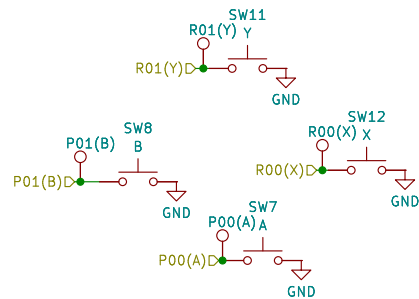 SW11
R01(Y) Y
R01(Y)
GND
SW12
R00(X) X
R00(X)
GND
SW8
P01(B) B
P01(B)
GND
SW7
P00(A) A
P00(A)
GND